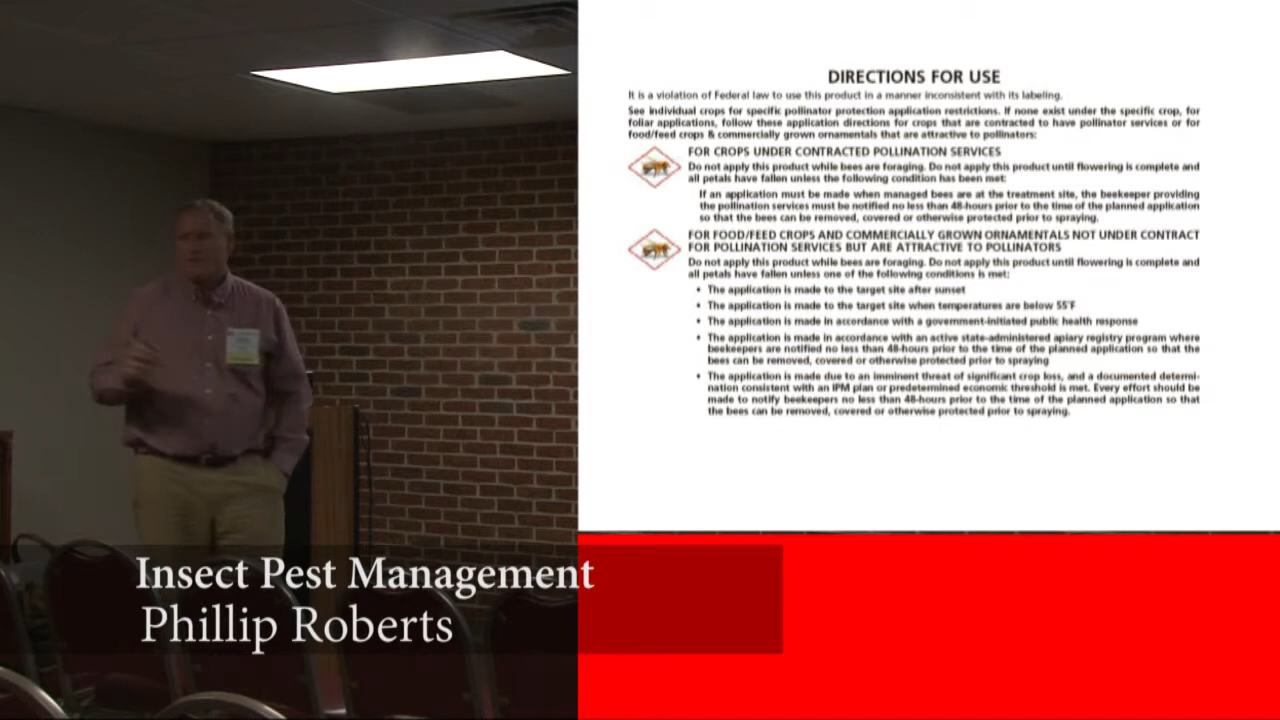 DIRECTIONS FOR USE
It is a violation of Federal law to use this product in a manner inconsistent with its labeling.
See individual crops for specific pollinator protection application restrictions. If none exist under the specific crop, for
foliar applications, follow these application directions for crops that are contracted to have pollinator services or for
food/feed crops & commercially grown ornamentals that are attractive to pollinators:
FOR CROPS UNDER CONTRACTED POLLINATION SERVICES
Do not apply this product while bees are foraging. Do not apply this product until flowering is complete and
all petals have fallen unless the following condition has been met:
If an application must be made when managed bees are at the treatment site, the beekeeper providing
the pollination services must be notified no less than 48-hours prior to the time of the planned application
so that the bees can be removed, covered or otherwise protected prior to spraying.
FOR FOOD/FEED CROPS AND COMMERCIALLY GROWN ORNAMENTALS NOT UNDER CONTRACT
FOR POLLINATION SERVICES BUT ARE ATTRACTIVE TO POLLINATORS
Do not apply this product while bees are foraging. Do not apply this product until flowering is complete and
all petals have fallen unless one of the following conditions is met:
• The application is made to the target site after sunset
• The application is made to the target site when temperatures are below 55°F
• The application is made in accordance with a government-initiated public health response
• The application is made in accordance with an active state-administered apiary registry program where
beekeepers are notified no less than 48-hours prior to the time of the planned application so that the
bees can be removed, covered or otherwise protected prior to spraying
• The application is made due to an imminent threat of significant crop loss, and a documented determi-
nation consistent with an IPM plan or predetermined economic threshold is met. Every effort should be
made to notify beekeepers no less than 48-hours prior to the time of the planned application so that
the bees can be removed, covered or otherwise protected prior to spraying.
Insect Pest Management
Phillip Roberts